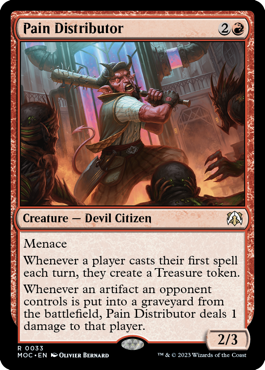 Pain Distributor 2
Creature — Devil Citizen
Menace
Whenever a player casts their first spell
each turn, they create a Treasure token.
Whenever an artifact an opponent
controls is put into a graveyard from
the battlefield, Pain Distributor deals 1
damage to that player.
2/3
R 0033
MOC • EN Olivier Bernard
™ & © 2023 Wizards of the Coast